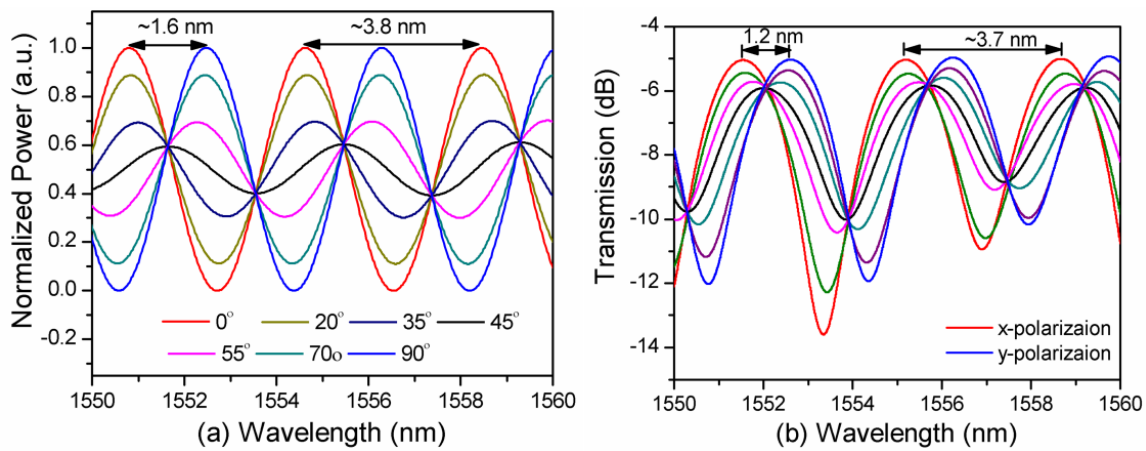 ~1.6 nm
~3.8 nm
Normalized Power (a.u.)
1.0
0.8
0.6
0.4
0.2
0.0
-0.2
0°
20°
35°
45°
55°
70o
90°
1550
1552
1554
1556
1558
1560
(a) Wavelength (nm)
1.2 nm
~3.7 nm
Transmission (dB)
-4
-6
-8
-10
-12
-14
x-polarizaion
y-polarizaion
1550
1552
1554
1556
1558
1560
(b) Wavelength (nm)